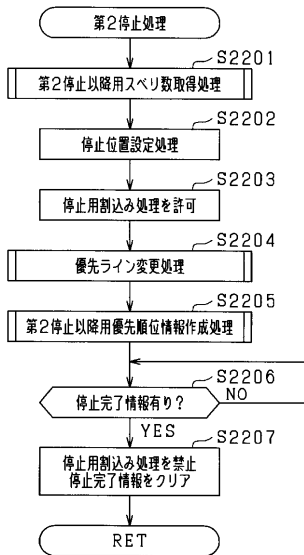 第2停止処理
S2201
第2停止以降用スベリ数取得処理
S2202
停止位置設定処理
S2203
停止用割込み処理を許可
S2204
優先ライン変更処理
S2205
第2停止以降用優先順位情報作成処理
S2206
停止完了情報有り?
NO
YES
S2207
停止用割込み処理を禁止
停止完了情報をクリア
RET